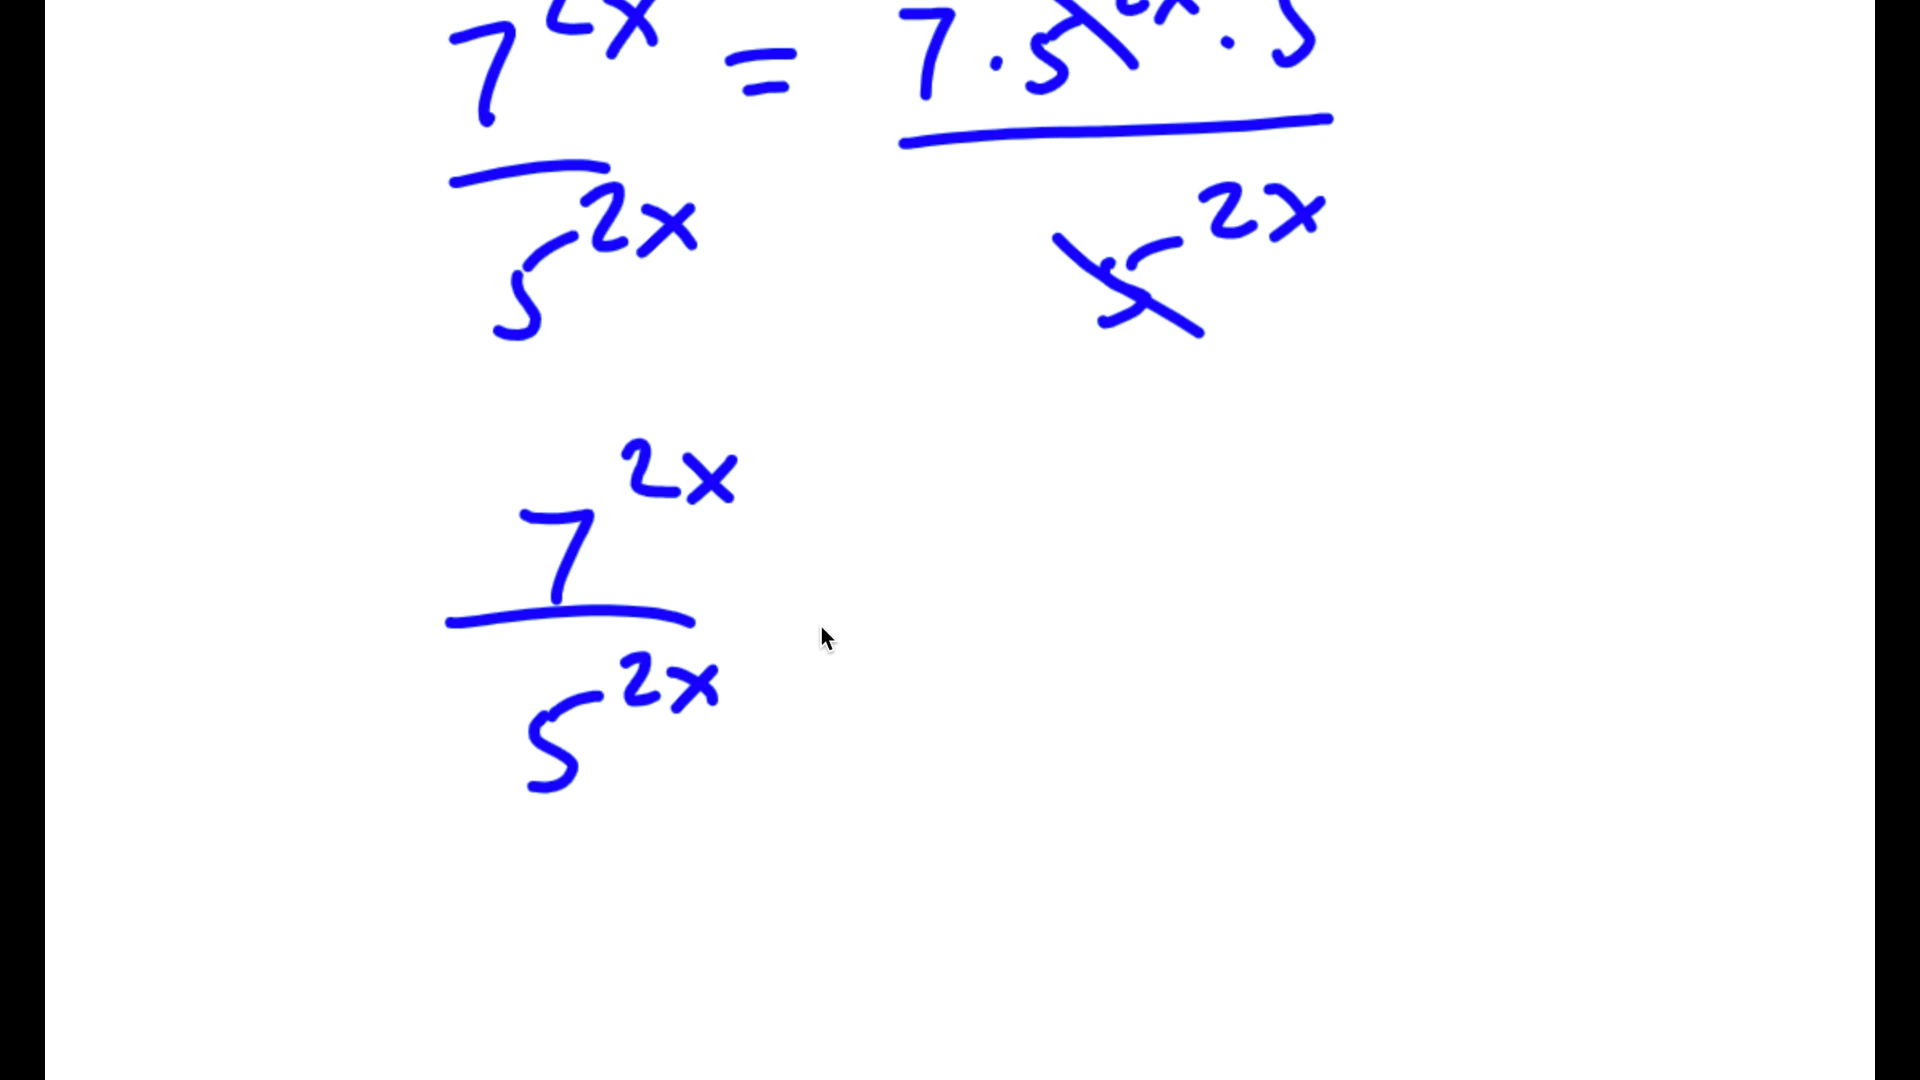 7^{2x} = 7 · 5^{2x} · 5
5^{2x} 5^{2x}
7^{2x}
5^{2x}